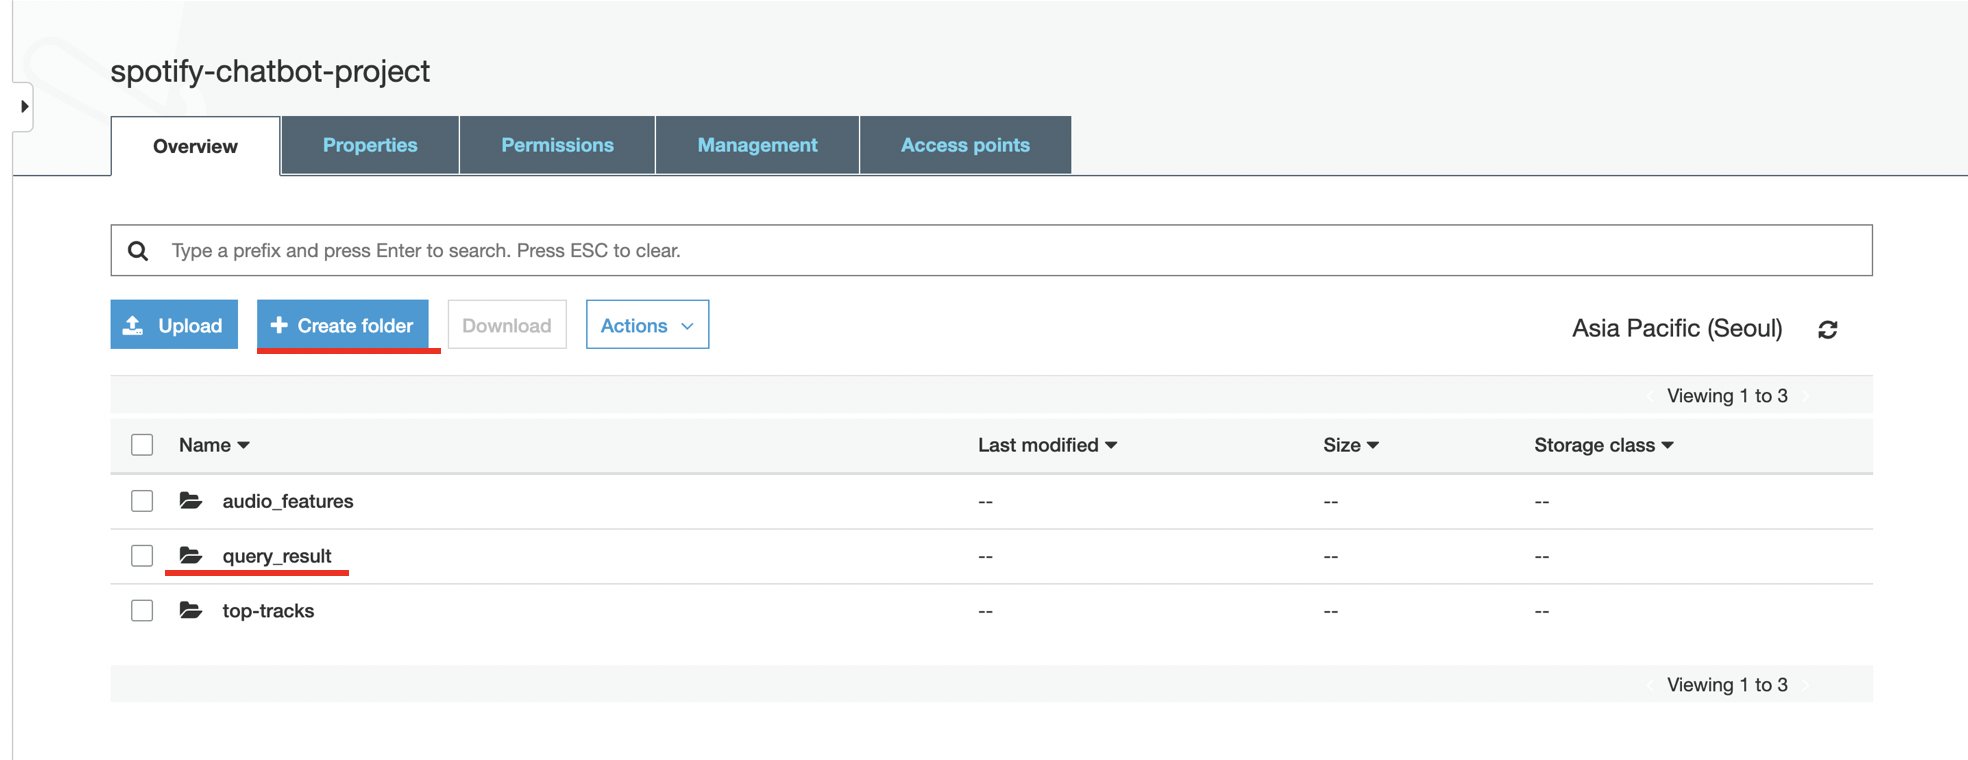 spotify-chatbot-project
Overview Properties Permissions Management Access points
Type a prefix and press Enter to search. Press ESC to clear.
Upload Create folder Download Actions Asia Pacific (Seoul)
Viewing 1 to 3
Name Last modified Size Storage class
audio_features -- -- --
query_result -- -- --
top-tracks -- -- --
Viewing 1 to 3